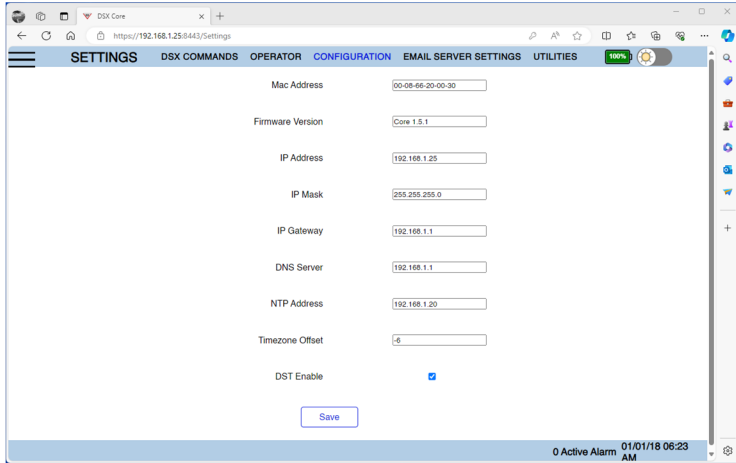 DSX Core
https://192.168.1.25:8443/Settings
SETTINGS DSX COMMANDS OPERATOR CONFIGURATION EMAIL SERVER SETTINGS UTILITIES 100%
Mac Address 00-08-66-20-00-30
Firmware Version Core 1.5.1
IP Address 192.168.1.25
IP Mask 255.255.255.0
IP Gateway 192.168.1.1
DNS Server 192.168.1.1
NTP Address 192.168.1.20
Timezone Offset -6
DST Enable
Save
0 Active Alarm 01/01/18 06:23
AM